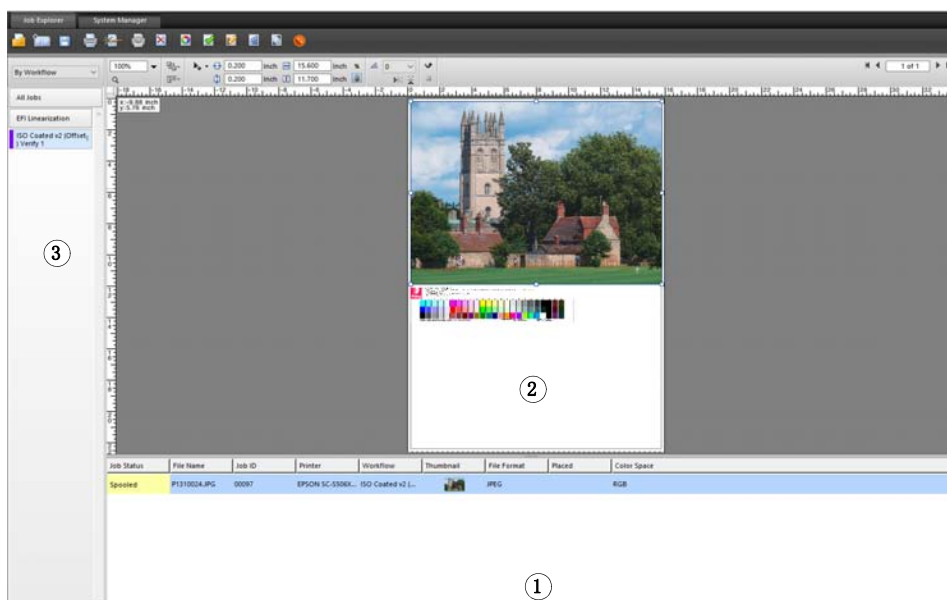 Job Explorer System Manager
100% 0.200 inch 15.600 inch 0 1 of 1
0.200 inch 11.700 inch
By Workflow
All Jobs
EFI Linearization
ISO Coated v2 (Offset,
) Verify 1
x:-6.88 inch
y:5.76 inch
③
②
Job Status File Name Job ID Printer Workflow Thumbnail File Format Placed Color Space
Spooled P1310024.JPG 00097 EPSON SC-S506X... ISO Coated v2 (... JPEG RGB
①